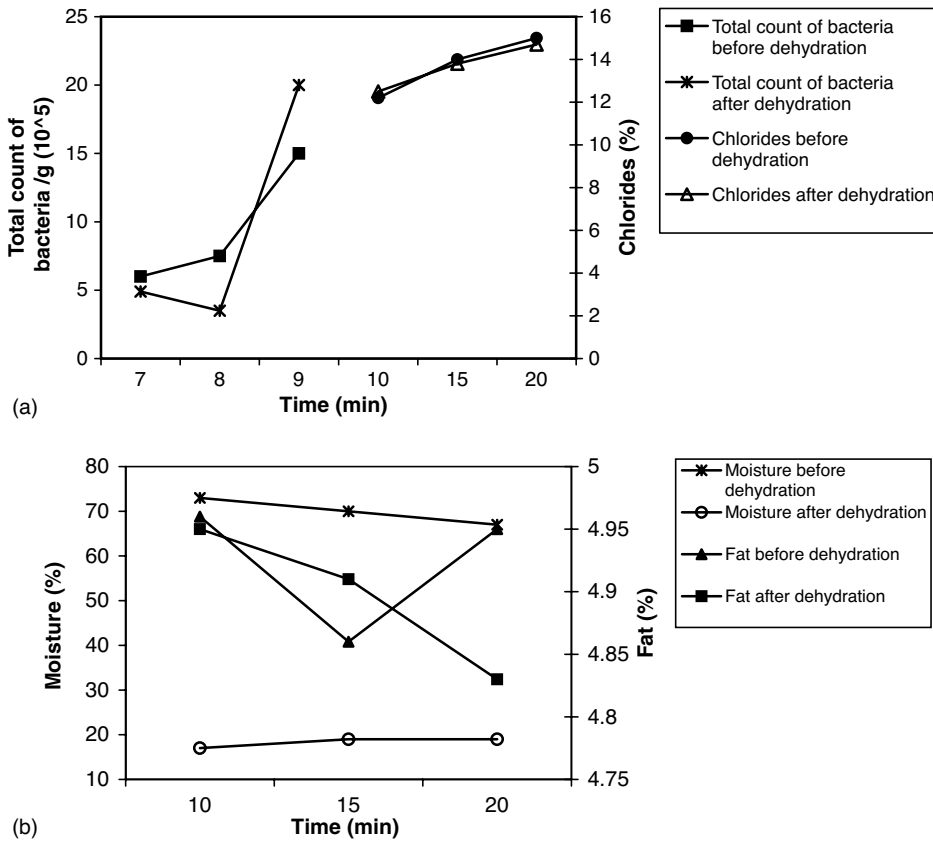 25
20
15
10
5
0
Total count of
bacteria /g (10^5)
7
8
9
10
15
20
Time (min)
16
14
12
10
8
6
4
2
0
Chlorides (%)
Total count of bacteria
before dehydration
Total count of bacteria
after dehydration
Chlorides before
dehydration
Chlorides after dehydration
(a)
80
70
60
50
40
30
20
10
Moisture (%)
10
15
20
Time (min)
5
4.95
4.9
4.85
4.8
4.75
Fat (%)
Moisture before
dehydration
Moisture after dehydration
Fat before dehydration
Fat after dehydration
(b)